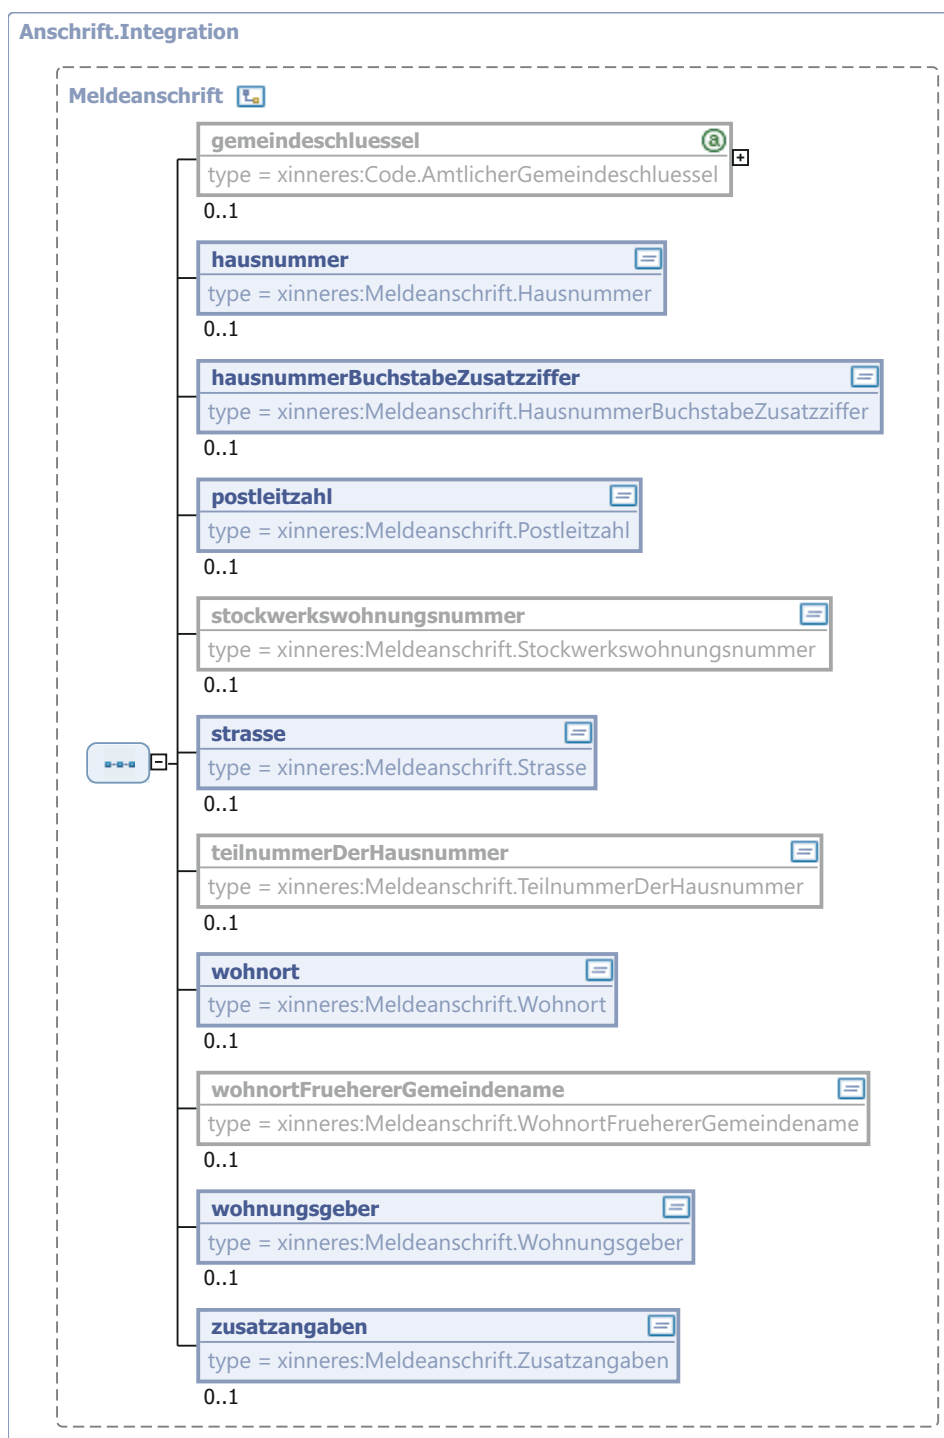 Anschrift.Integration
Meldeanschrift
gemeindeschluessel
type = xinneres:Code.AmtlicherGemeindeschluessel
0..1
hausnummer
type = xinneres:Meldeanschrift.Hausnummer
0..1
hausnummerBuchstabeZusatzziffer
type = xinneres:Meldeanschrift.HausnummerBuchstabeZusatzziffer
0..1
postleitzahl
type = xinneres:Meldeanschrift.Postleitzahl
0..1
stockwerkswohnungsnummer
type = xinneres:Meldeanschrift.Stockwerkswohnungsnummer
0..1
strasse
type = xinneres:Meldeanschrift.Strasse
0..1
teilnummerDerHausnummer
type = xinneres:Meldeanschrift.TeilnummerDerHausnummer
0..1
wohnort
type = xinneres:Meldeanschrift.Wohnort
0..1
wohnortFruehererGemeindename
type = xinneres:Meldeanschrift.WohnortFruehererGemeindename
0..1
wohnungsgeber
type = xinneres:Meldeanschrift.Wohnungsgeber
0..1
zusatzangaben
type = xinneres:Meldeanschrift.Zusatzangaben
0..1